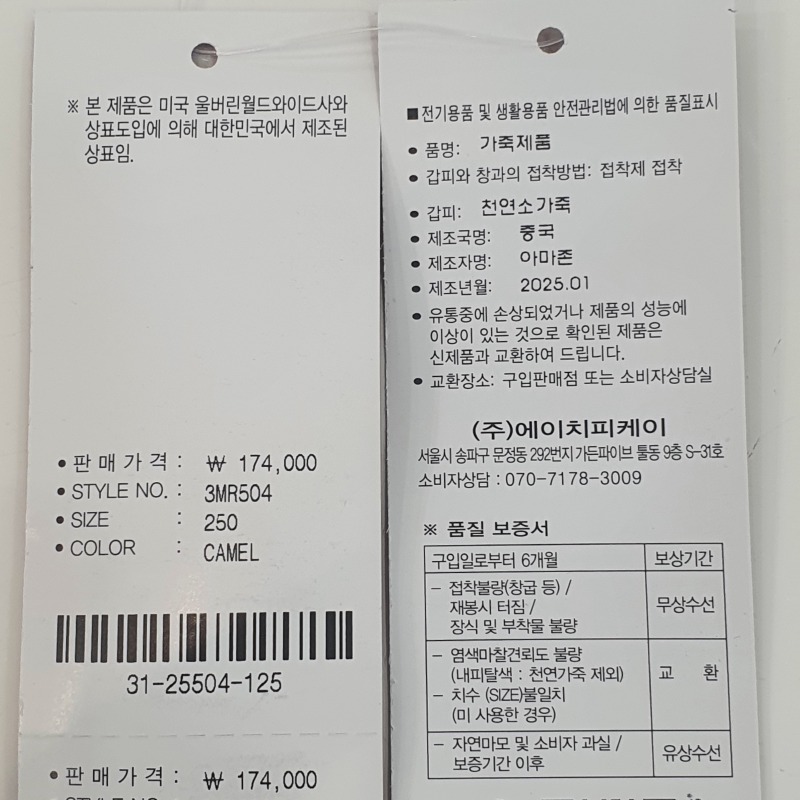 ※ 본 제품은 미국 울버린월드와이드사와
상표도입에 의해 대한민국에서 제조된
상표임.
● 판 매 가 격 : ₩ 174,000
● STYLE NO. : 3MR504
● SIZE : 250
● COLOR : CAMEL
31-25504-125
● 판 매 가 격 : ₩ 174,000
■ 전기용품 및 생활용품 안전관리법에 의한 품질표시
● 품명: 가죽제품
● 갑피와 창과의 접착방법: 접착제 접착
● 갑피: 천연소가죽
● 제조국명: 중국
● 제조자명: 아마존
● 제조년월: 2025.01
● 유통중에 손상되었거나 제품의 성능에
이상이 있는 것으로 확인된 제품은
신제품과 교환하여 드립니다.
● 교환장소: 구입판매점 또는 소비자상담실
(주)에이치피케이
서울시 송파구 문정동 292번지 가든파이브 툴동 9층 S-31호
소비자상담 : 070-7178-3009
※ 품질 보증서
구입일로부터 6개월 보상기간
- 접착불량(창굽 등) /
재봉시 터짐 /
장식 및 부착물 불량
무상수선
- 염색마찰견뢰도 불량
(내피탈색 : 천연가죽 제외)
- 치수 (SIZE)불일치
(미 사용한 경우)
교 환
- 자연마모 및 소비자 과실 /
보증기간 이후
유상수선